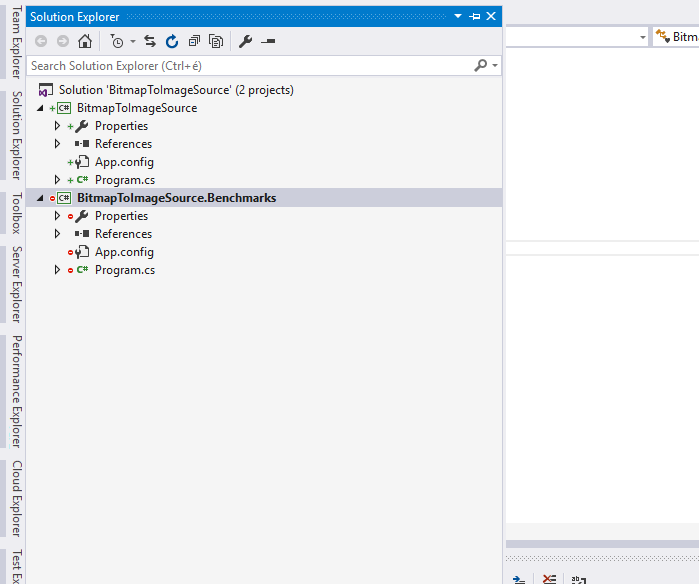 Solution Explorer
Search Solution Explorer (Ctrl+é)
Solution 'BitmapToImageSource' (2 projects)
C# BitmapToImageSource
Properties
References
App.config
C# Program.cs
C# BitmapToImageSource.Benchmarks
Properties
References
App.config
C# Program.cs
Team Explorer
Solution Explorer
Toolbox
Server Explorer
Performance Explorer
Cloud Explorer
Test Ex
Bitm